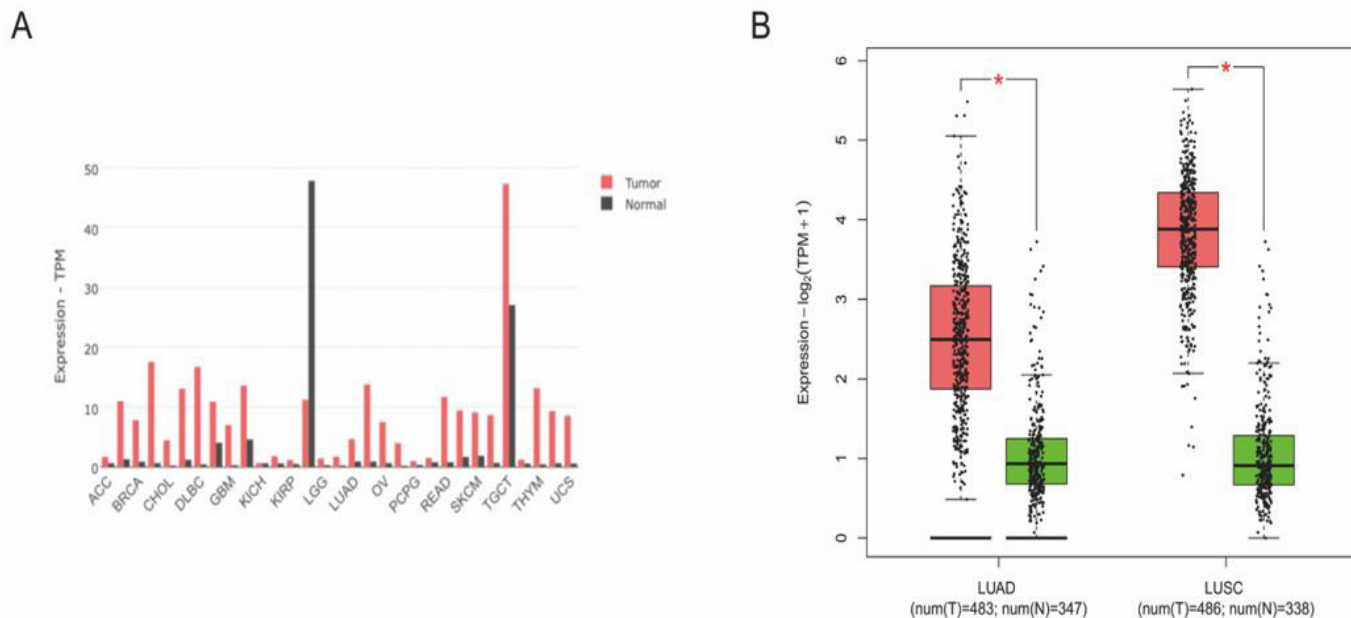 A
B
50
40
30
20
10
0
Expression - TPM
Tumor
Normal
ACC
BRCA
CHOL
DLBC
GBM
KICH
KIRP
LGG
LUAD
OV
PCPG
READ
SKCM
TGCT
THYM
UCS
6
5
4
3
2
1
0
Expression – log₂(TPM + 1)
*
*
LUAD
(num(T)=483; num(N)=347)
LUSC
(num(T)=486; num(N)=338)